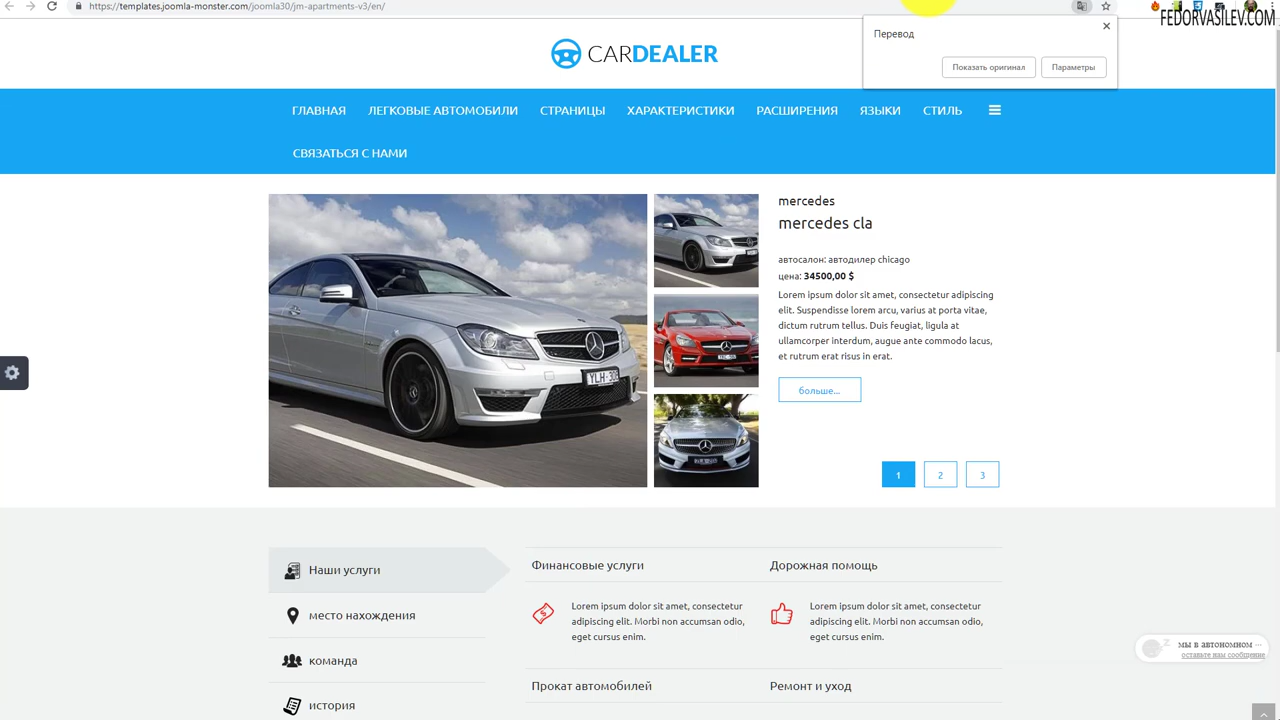 https://templates.joomla-monster.com/joomla30/jm-apartments-v3/en/
FEDORVASILEV.COM
Перевод
Показать оригинал
Параметры
CARDEALER
ГЛАВНАЯ ЛЕГКОВЫЕ АВТОМОБИЛИ СТРАНИЦЫ ХАРАКТЕРИСТИКИ РАСШИРЕНИЯ ЯЗЫКИ СТИЛЬ
СВЯЗАТЬСЯ С НАМИ
mercedes
mercedes cla
автосалон: автодилер chicago
цена: 34500,00 $
Lorem ipsum dolor sit amet, consectetur adipiscing
elit. Suspendisse lorem arcu, varius at porta vitae,
dictum rutrum tellus. Duis feugiat, ligula at
ullamcorper interdum, augue ante commodo lacus,
et rutrum erat risus in erat.
больше...
1 2 3
Наши услуги
место нахождения
команда
история
Финансовые услуги
Lorem ipsum dolor sit amet, consectetur
adipiscing elit. Morbi non accumsan odio,
eget cursus enim.
Дорожная помощь
Lorem ipsum dolor sit amet, consectetur
adipiscing elit. Morbi non accumsan odio,
eget cursus enim.
Прокат автомобилей
Ремонт и уход
мы в автономном ...
оставьте нам сообщение